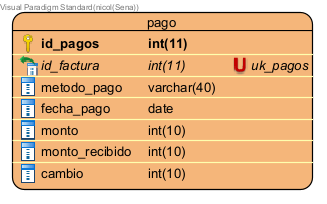 Visual Paradigm Standard(nicol(Sena))
pago
id_pagos int(11)
id_factura int(11) U uk_pagos
metodo_pago varchar(40)
fecha_pago date
monto int(10)
monto_recibido int(10)
cambio int(10)